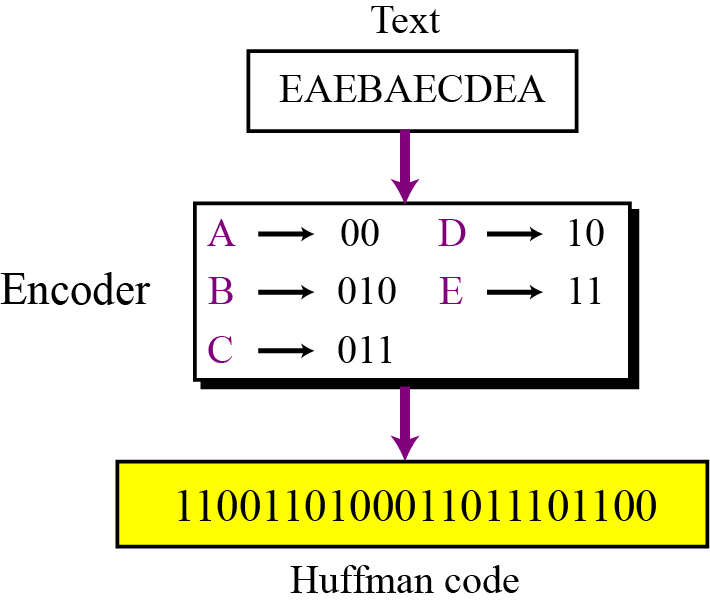 Text
EAEBAECDEA
A → 00 D → 10
Encoder
B → 010 E → 11
C → 011
1100110100011011101100
Huffman code